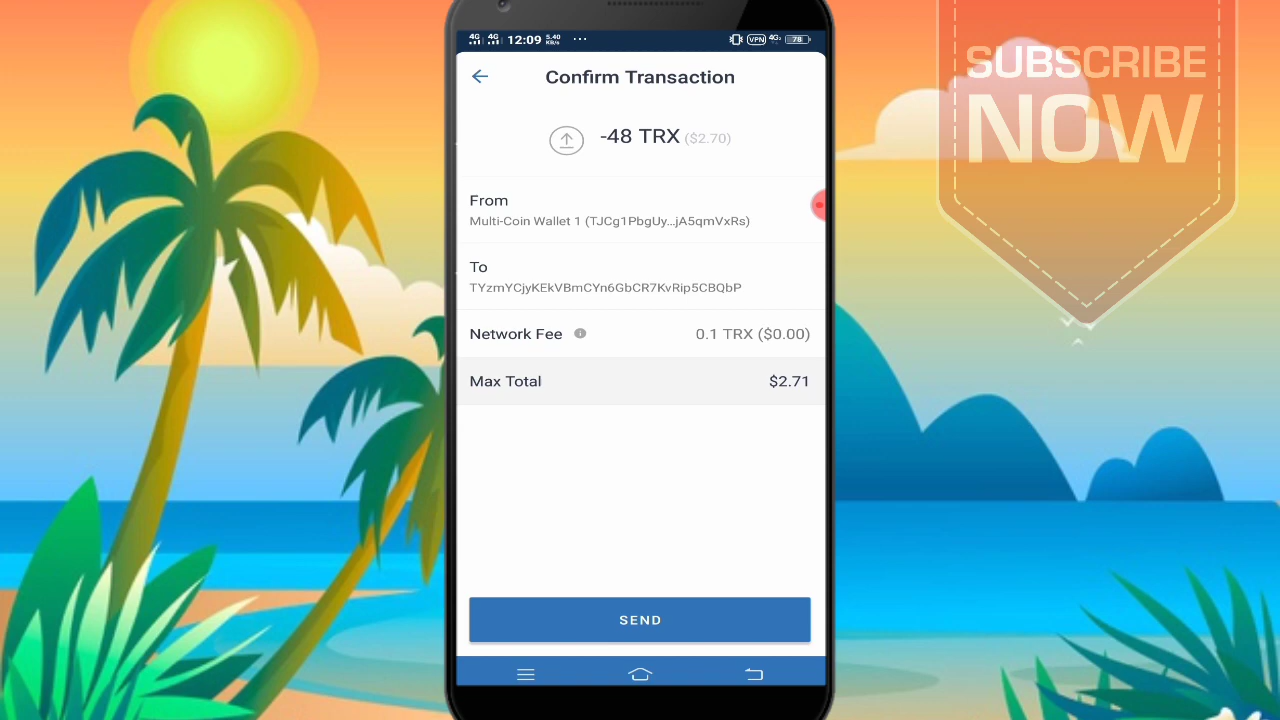 4G 4G 12:09 5.40 KB/s ... VPN 4G 78
Confirm Transaction
-48 TRX ($2.70)
From
Multi-Coin Wallet 1 (TJCg1PbgUy...jA5qmVxRs)
To
TYzmYCjyKEkVBmCYn6GbCR7KvRip5CBQbP
Network Fee 0.1 TRX ($0.00)
Max Total $2.71
SEND
SUBSCRIBE
NOW